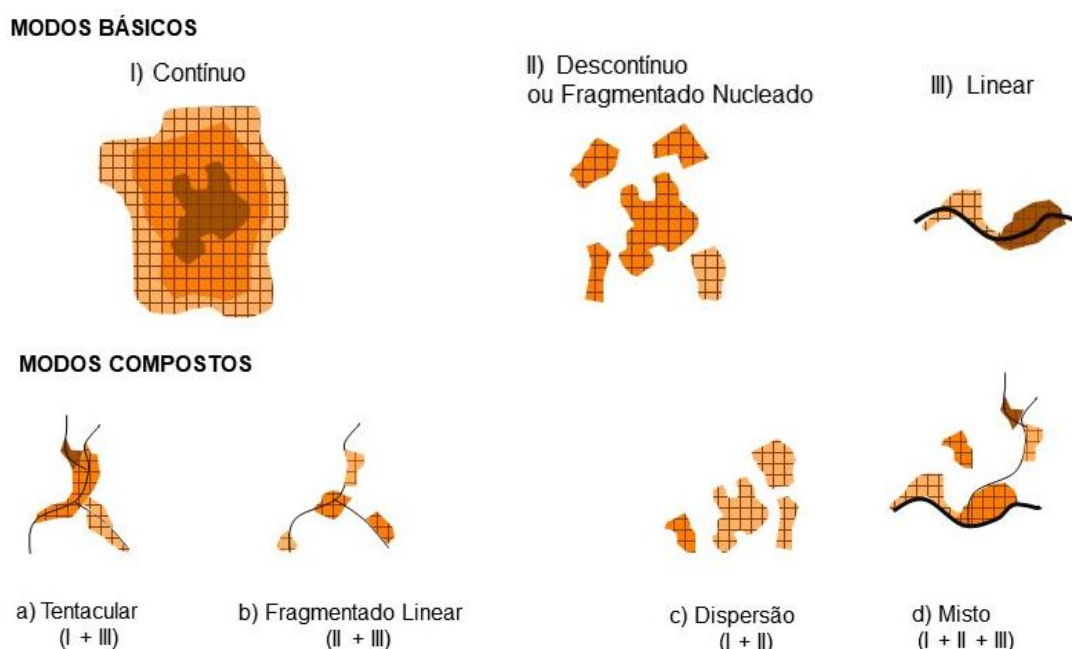 MODOS BÁSICOS
I) Contínuo
II) Descontínuo
ou Fragmentado Nucleado
III) Linear
MODOS COMPOSTOS
a) Tentacular
(I + III)
b) Fragmentado Linear
(II + III)
c) Dispersão
(I + II)
d) Misto
(I + II + III)